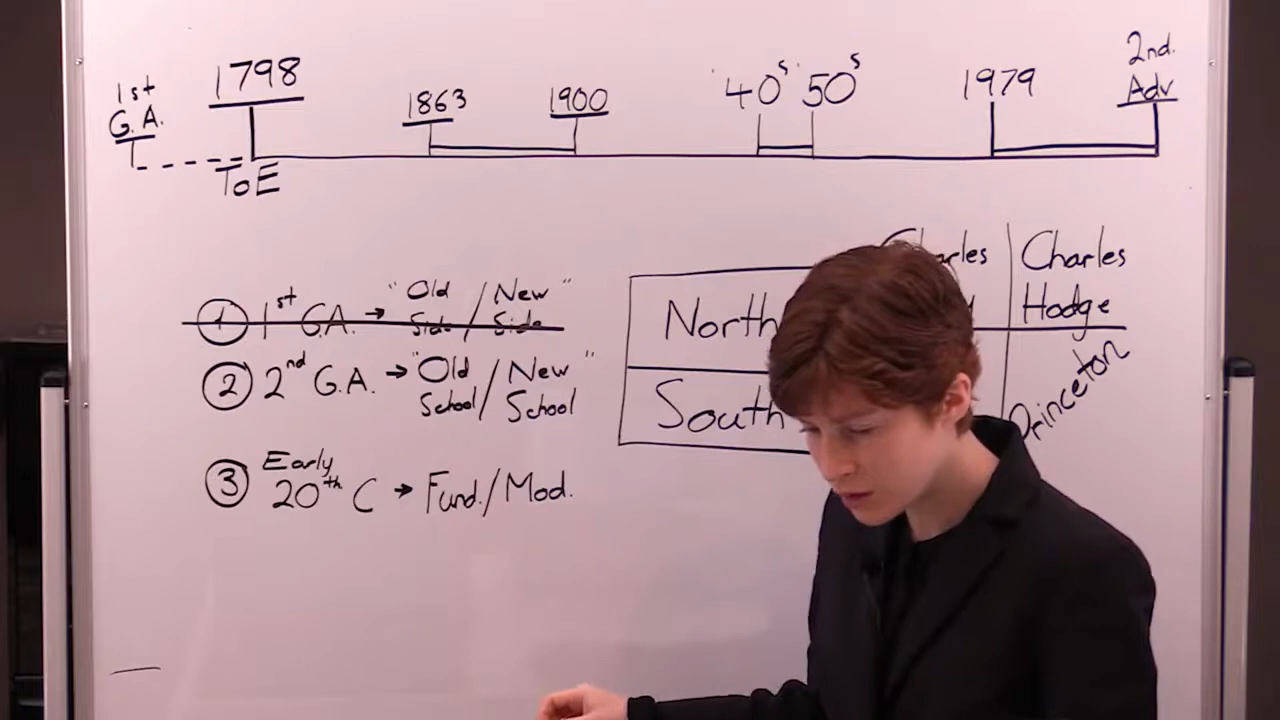 1st
G.A.
1798
1863
1900
'40s '50s
1979
2nd.
Adv
ToE
① 1st G.A. → "Old Side / New Side"
② 2nd G.A. → "Old School / New School"
③ Early 20th C → Fund./Mod.
North
South
Charles
Hodge
Princeton